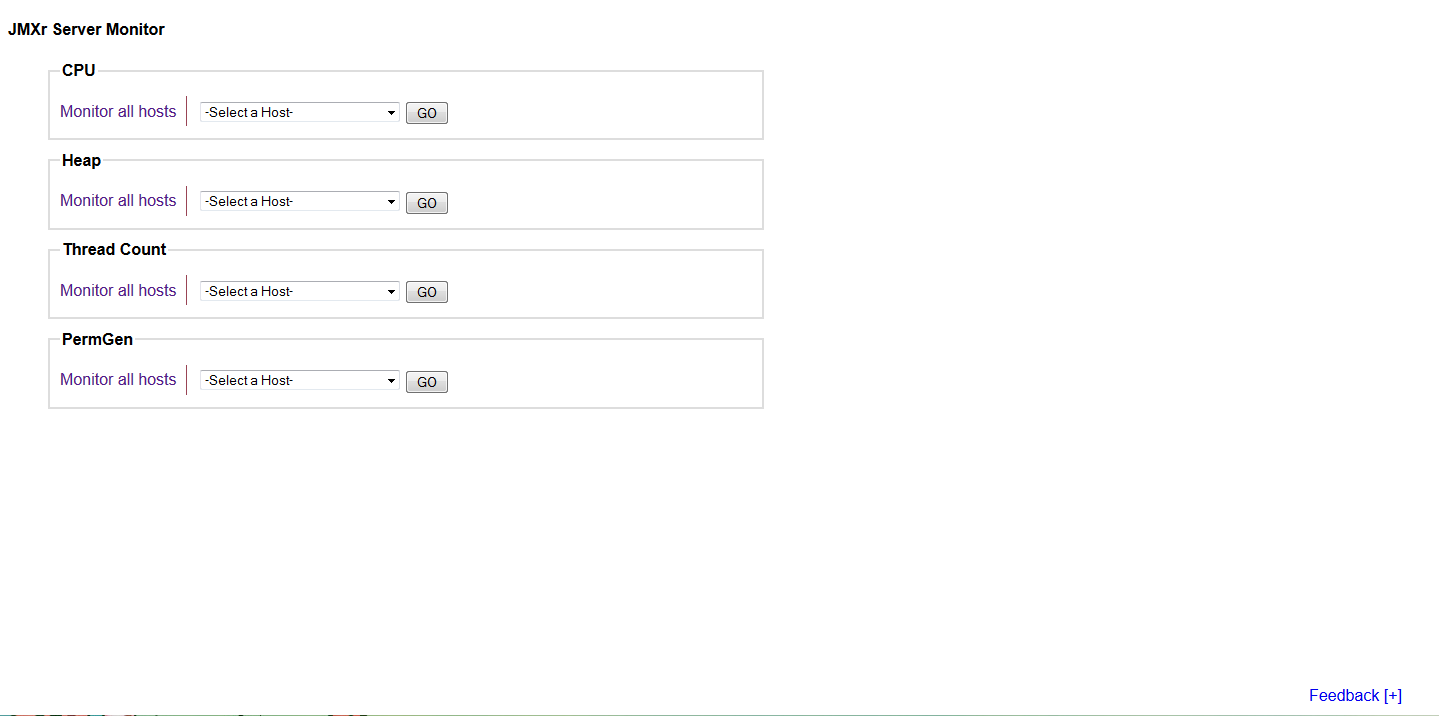 JMXr Server Monitor
CPU
Monitor all hosts -Select a Host- GO
Heap
Monitor all hosts -Select a Host- GO
Thread Count
Monitor all hosts -Select a Host- GO
PermGen
Monitor all hosts -Select a Host- GO
Feedback [+]